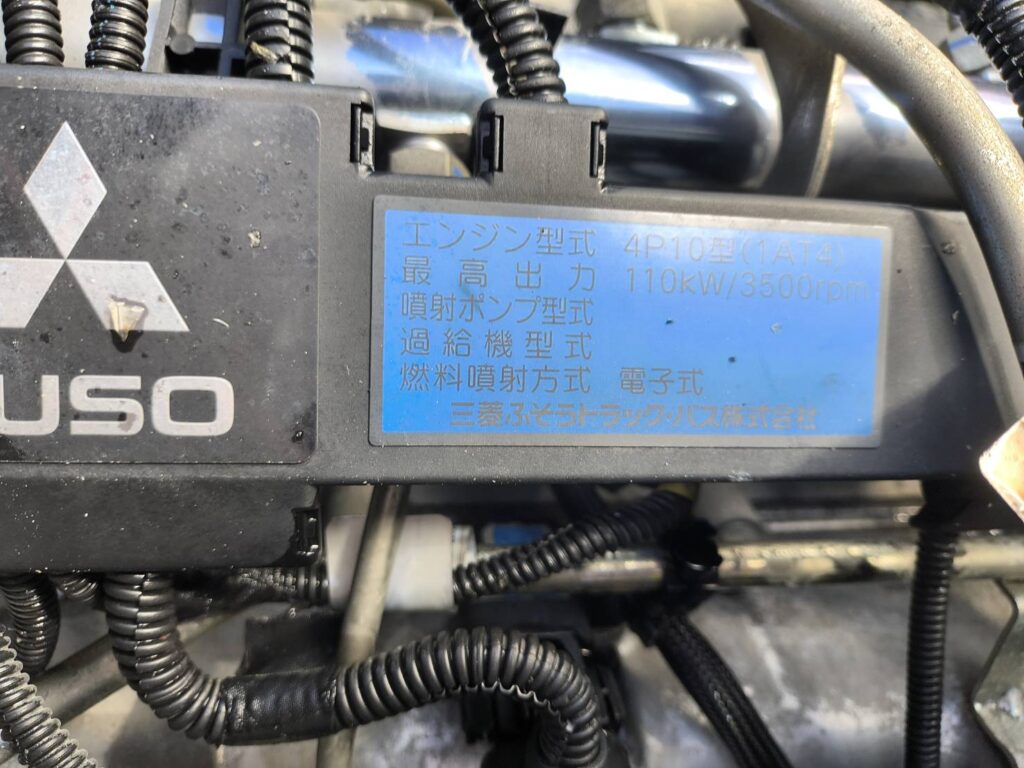 USO
エンジン型式 4P10型(1AT4)
最高出力 110kW/3500rpm
噴射ポンプ型式
過給機型式
燃料噴射方式 電子式
三菱ふそうトラック・バス株式会社